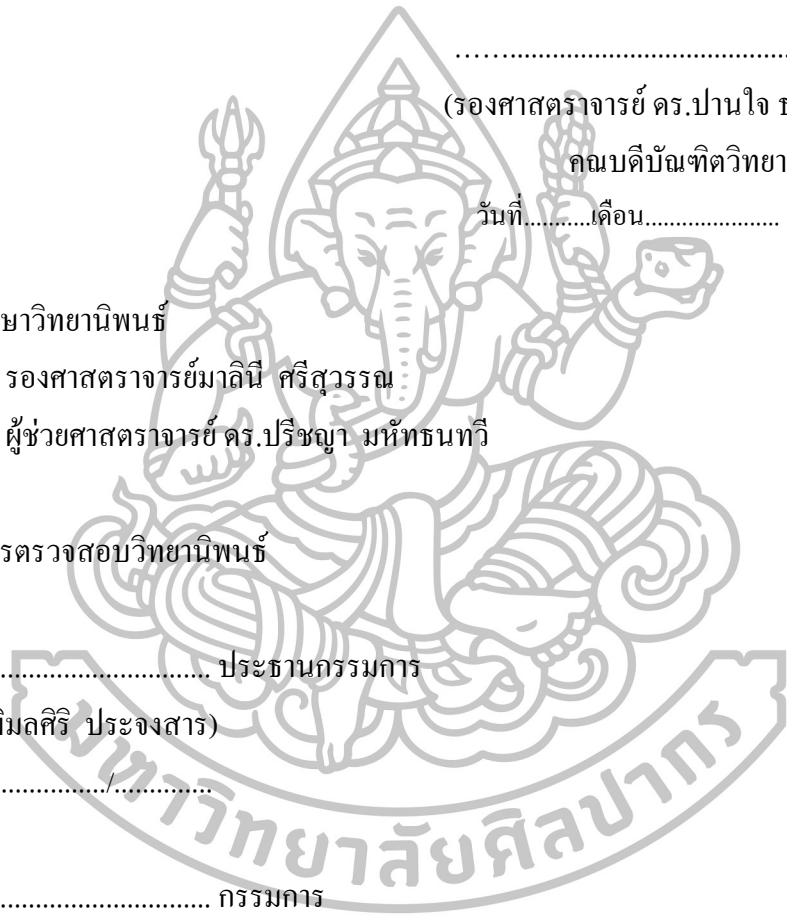 ……........................................
(รองศาสตราจารย์ ดร.ปานใจ
คณบดีบัณฑิตวิทยา
วันที่...........เดือน.....................
ษาวิทยานิพนธ์
รองศาสตราจารย์มาลินี ศรีสุวรรณ
ผู้ช่วยศาสตราจารย์ ดร.ปรีชญา มหัทธนทวี
รตรวจสอบวิทยานิพนธ์
.............................. ประธานกรรมการ
พิมลศิริ ประจงสาร)
................/..............
.............................. กรรมการ
มหาวิทยาลัยศิลปากร